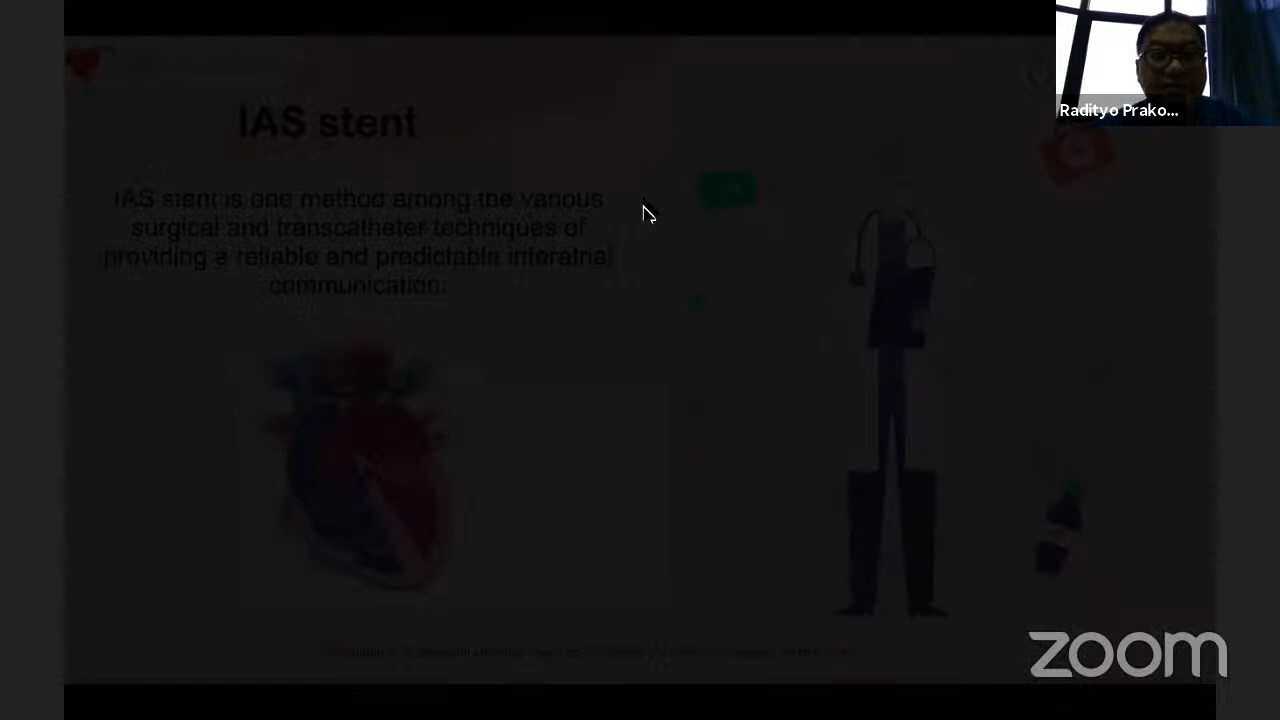 IAS stent
IAS stent is one method among the various
surgical and transcatheter techniques of
providing a reliable and predictable interatrial
communication.
Radityo Prako...
zoom